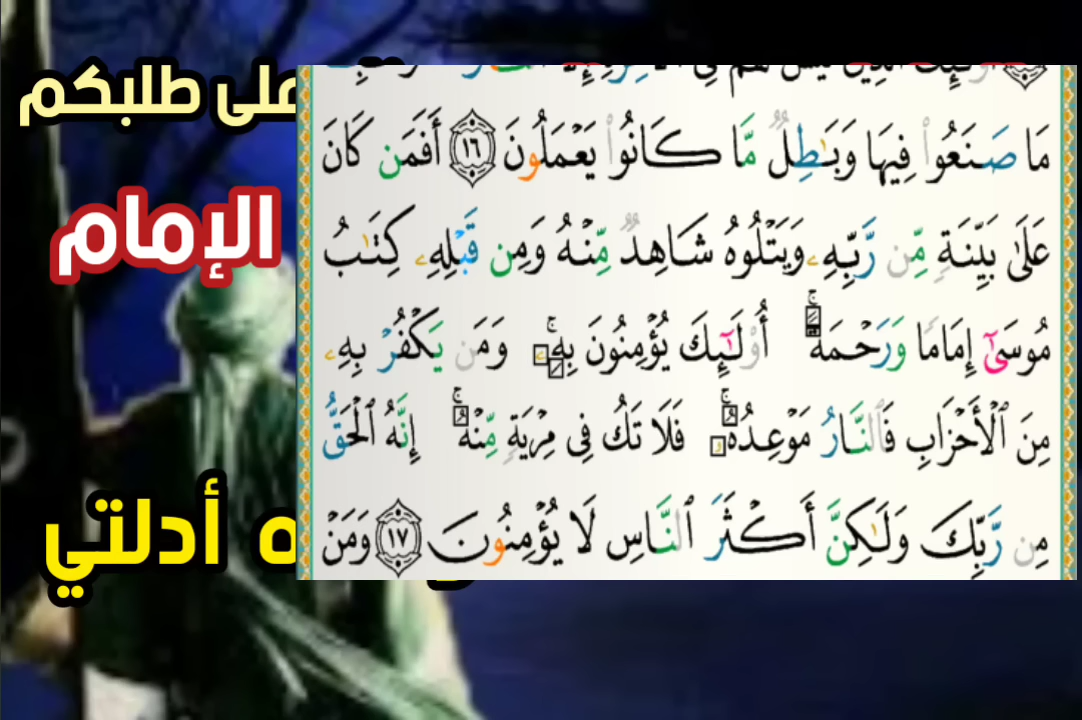 على طلبكم
الإمام
ه أدلتي
مَا صَنَعُوا۟ فِيهَا وَبَـٰطِلٌۭ مَّا كَانُوا۟ يَعْمَلُونَ ١٦ أَفَمَن كَانَ
عَلَىٰ بَيِّنَةٍۢ مِّن رَّبِّهِۦ وَيَتْلُوهُ شَاهِدٌۭ مِّنْهُ وَمِن قَبْلِهِۦ كِتَـٰبُ
مُوسَىٰٓ إِمَامًۭا وَرَحْمَةً ۚ أُو۟لَـٰٓئِكَ يُؤْمِنُونَ بِهِۦ ۚ وَمَن يَكْفُرْ بِهِۦ
مِنَ ٱلْأَحْزَابِ فَٱلنَّارُ مَوْعِدُهُۥ ۚ فَلَا تَكُ فِى مِرْيَةٍۢ مِّنْهُ ۚ إِنَّهُ ٱلْحَقُّ
مِن رَّبِّكَ وَلَـٰكِنَّ أَكْثَرَ ٱلنَّاسِ لَا يُؤْمِنُونَ ١٧ وَمَنْ